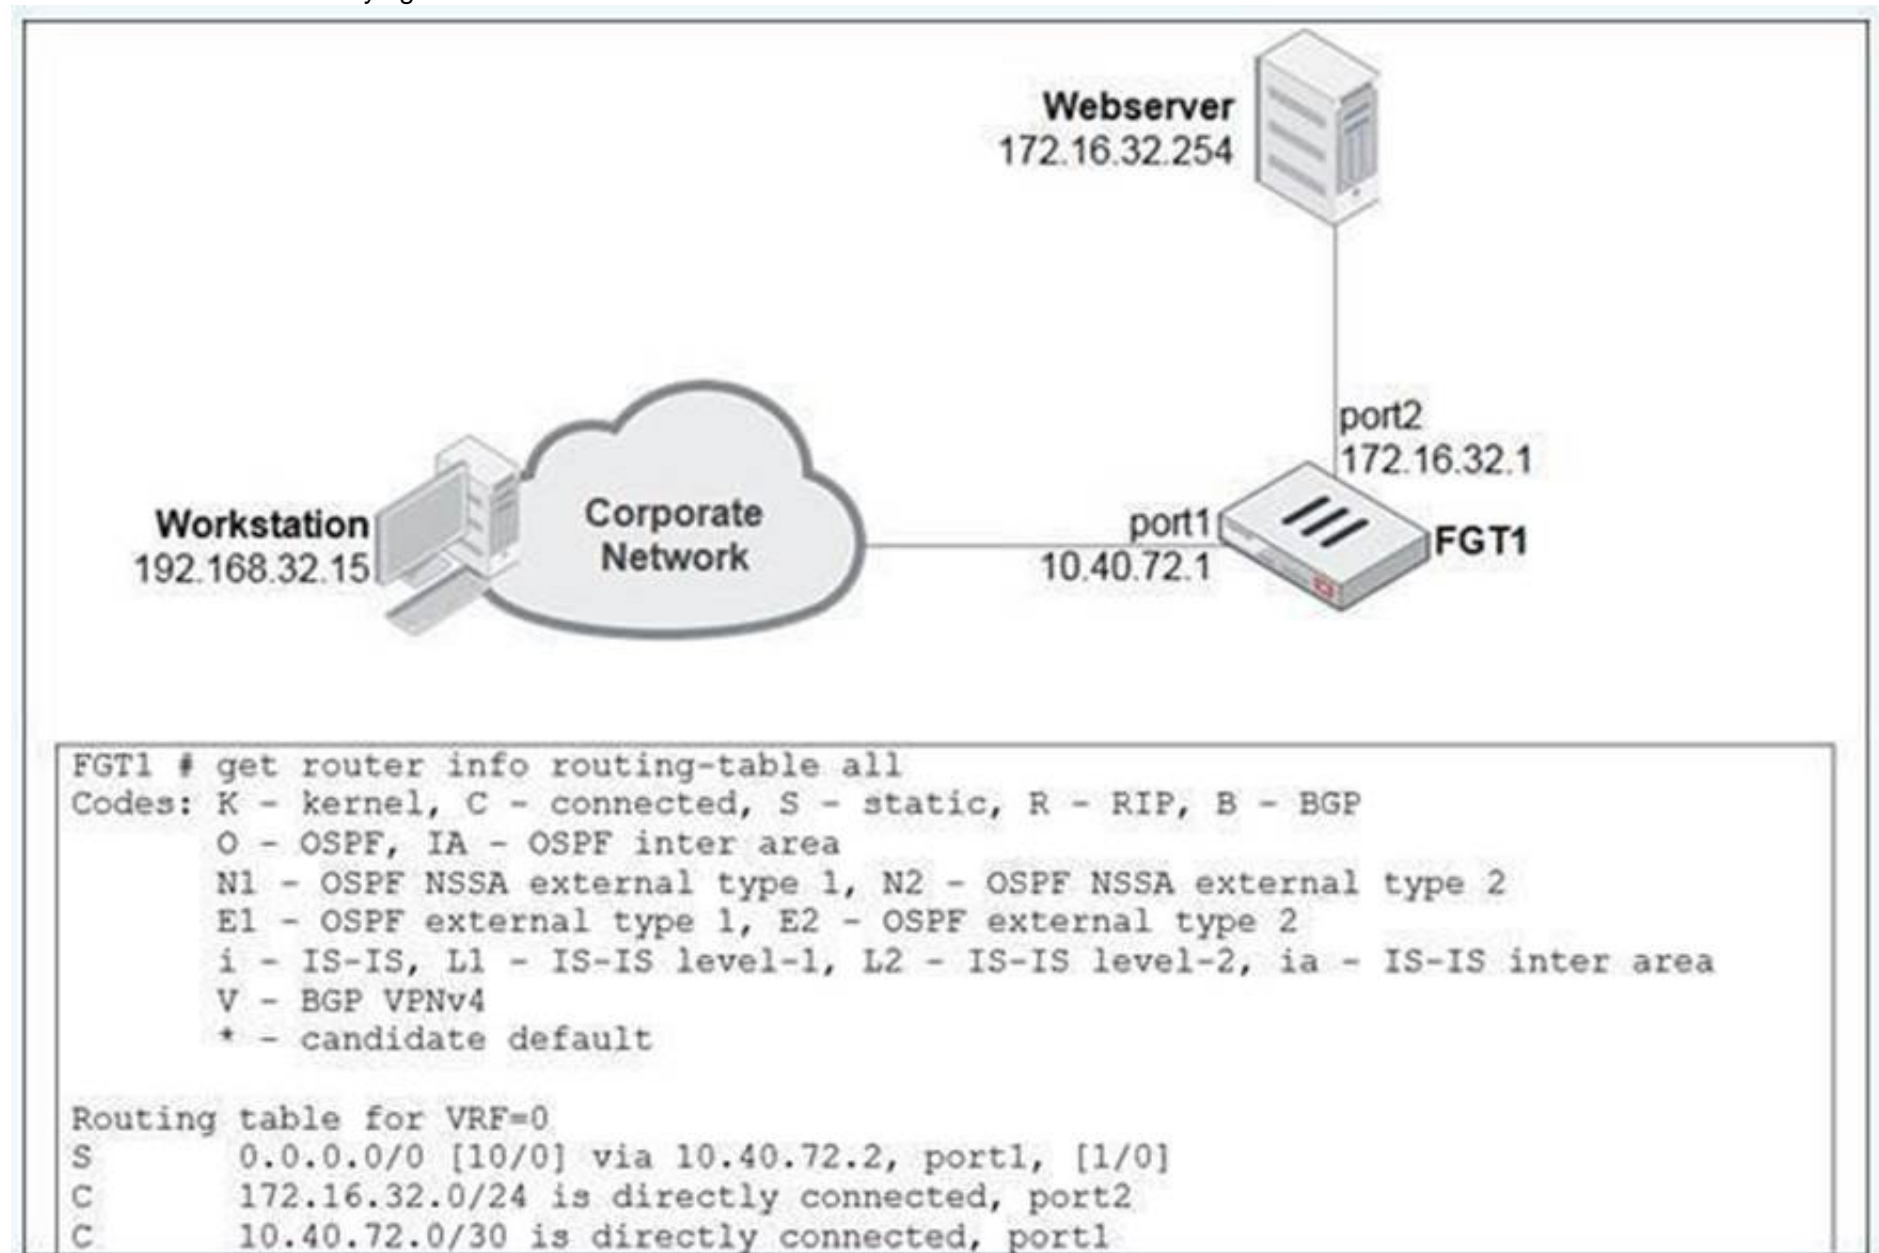 Webserver
172.16.32.254
port2
172.16.32.1
Workstation
192.168.32.15
Corporate
Network
port1
10.40.72.1
FGT1
FGT1 # get router info routing-table all
Codes: K - kernel, C - connected, S - static, R - RIP, B - BGP
O - OSPF, IA - OSPF inter area
N1 - OSPF NSSA external type 1, N2 - OSPF NSSA external type 2
E1 - OSPF external type 1, E2 - OSPF external type 2
i - IS-IS, L1 - IS-IS level-1, L2 - IS-IS level-2, ia - IS-IS inter area
V - BGP VPNv4
* - candidate default
Routing table for VRF=0
S 0.0.0.0/0 [10/0] via 10.40.72.2, port1, [1/0]
C 172.16.32.0/24 is directly connected, port2
C 10.40.72.0/30 is directly connected, port1